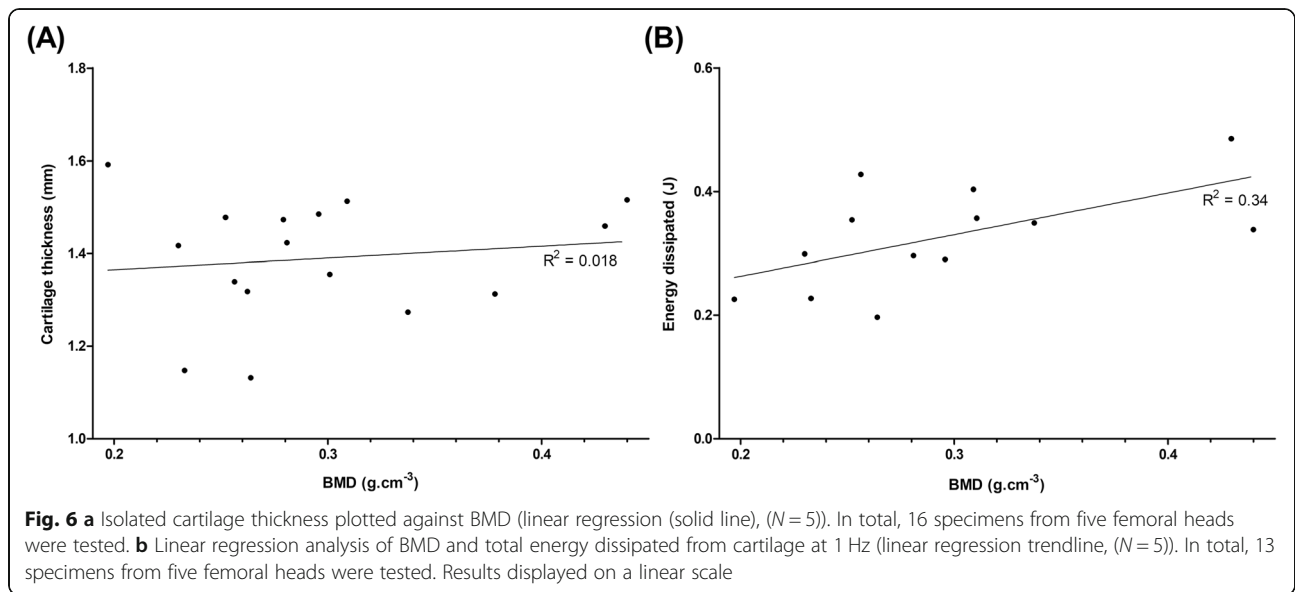 (A)
1.8
1.6
1.4
1.2
1.0
Cartilage thickness (mm)
R² = 0.018
0.2 0.3 0.4
BMD (g.cm⁻³)
(B)
0.6
0.4
0.2
0.0
Energy dissipated (J)
R² = 0.34
0.2 0.3 0.4
BMD (g.cm⁻³)
Fig. 6 a Isolated cartilage thickness plotted against BMD (linear regression (solid line), (N = 5)). In total, 16 specimens from five femoral heads
were tested. b Linear regression analysis of BMD and total energy dissipated from cartilage at 1 Hz (linear regression trendline, (N = 5)). In total, 13
specimens from five femoral heads were tested. Results displayed on a linear scale